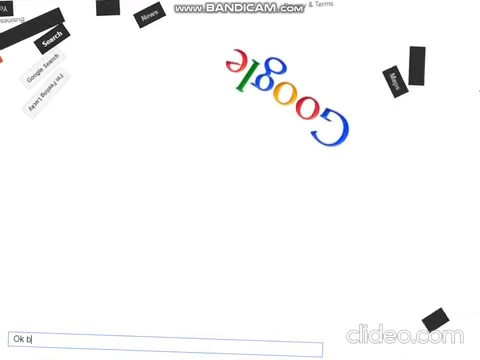 www.BANDICAM.com
& Terms
News
Search
Google Search
I'm Feeling Lucky
Google
Maps
clideo.com
Ok b